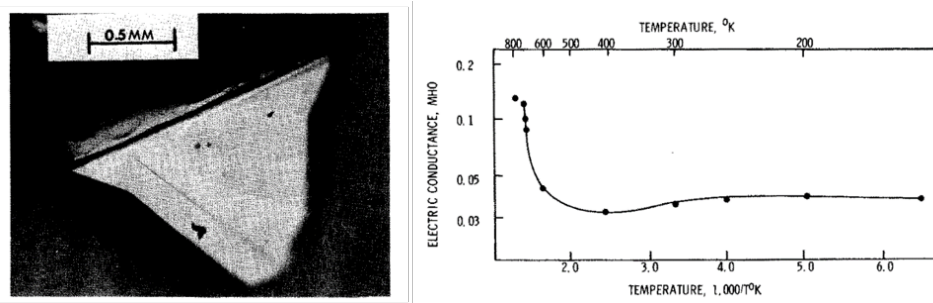 0.5MM
TEMPERATURE, °K
800 600 500 400 300 200
ELECTRIC CONDUCTANCE, MHO
0.2
0.1
0.05
0.03
2.0 3.0 4.0 5.0 6.0
TEMPERATURE, 1,000/T°K